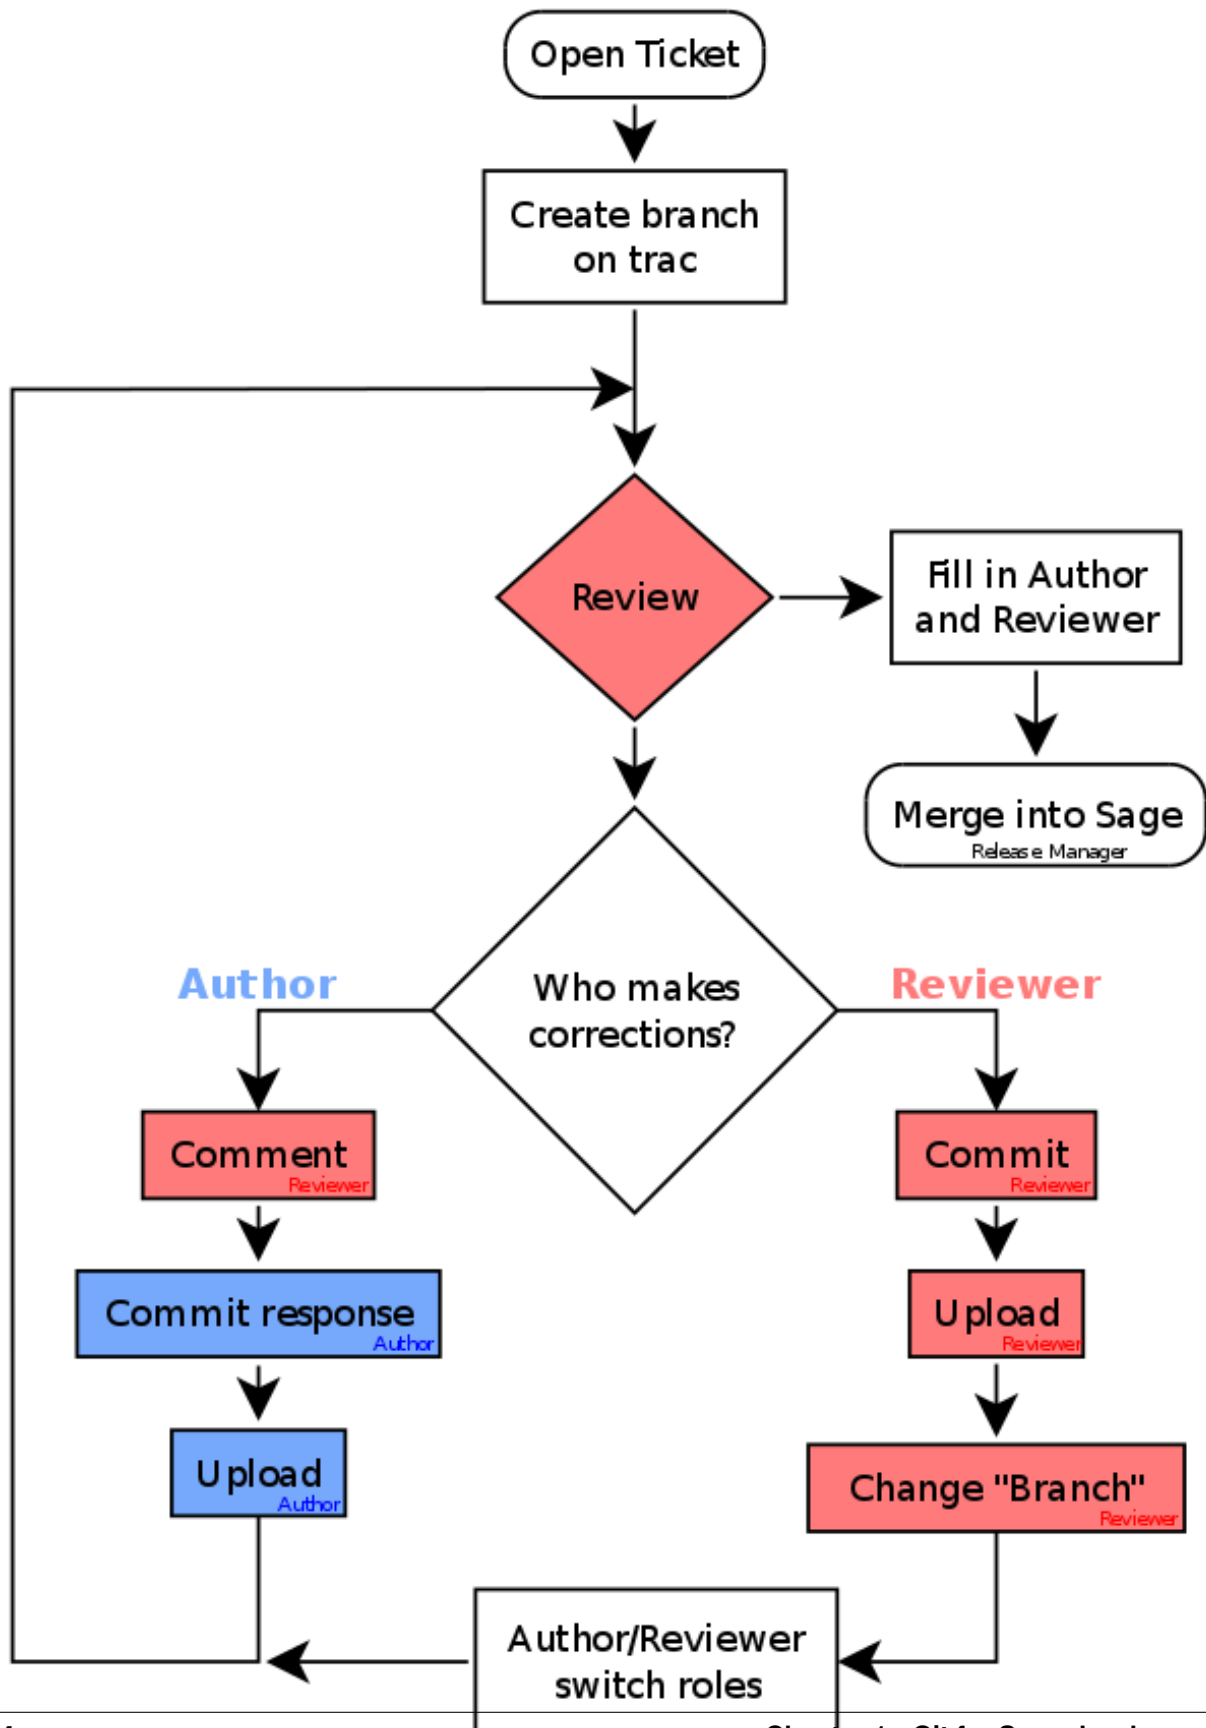 Open Ticket
Create branch
on trac
Review
Fill in Author
and Reviewer
Merge into Sage
Release Manager
Author
Reviewer
Who makes
corrections?
Comment
Reviewer
Commit
Reviewer
Commit response
Author
Upload
Reviewer
Upload
Author
Change "Branch"
Reviewer
Author/Reviewer
switch roles